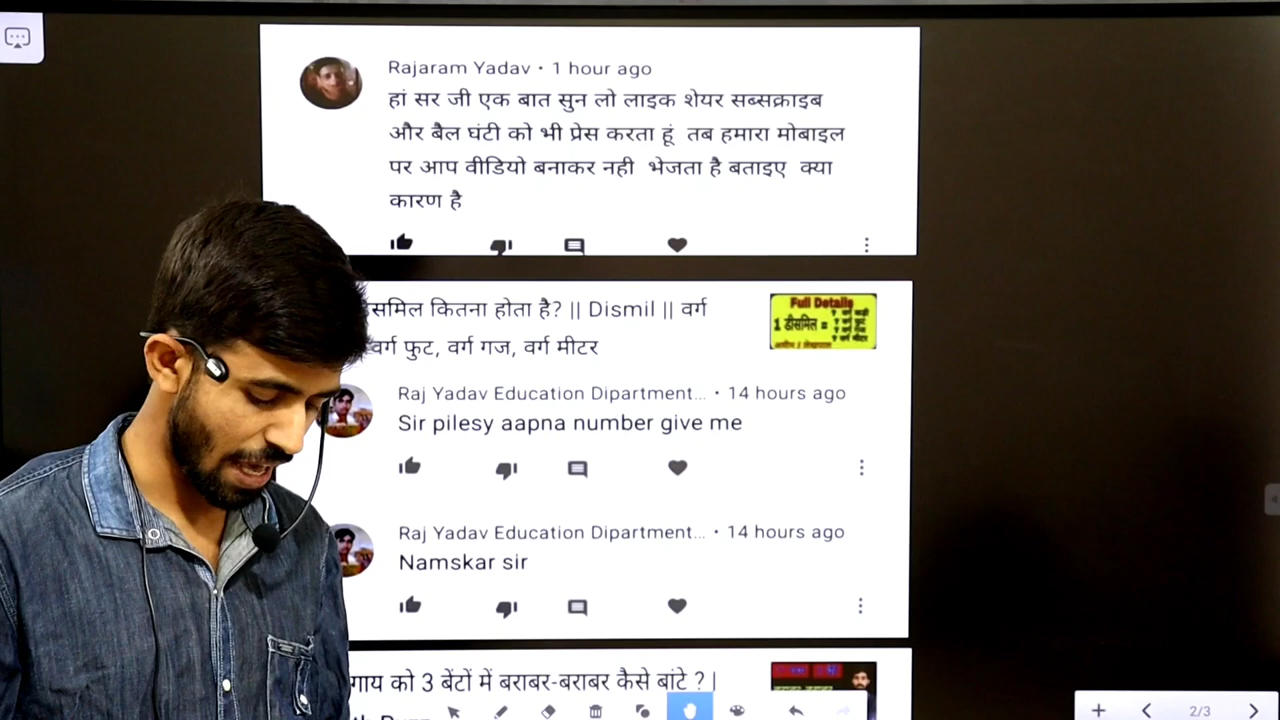 Rajaram Yadav • 1 hour ago
हां सर जी एक बात सुन लो लाइक शेयर सब्सक्राइब
और बैल घंटी को भी प्रेस करता हूं तब हमारा मोबाइल
पर आप वीडियो बनाकर नही भेजता है बताइए क्या
कारण है
समिल कितना होता है? || Dismil || वर्ग
वर्ग फुट, वर्ग गज, वर्ग मीटर
Full Details
1 डीसमिल =
Raj Yadav Education Dipartment... • 14 hours ago
Sir pilesy aapna number give me
Raj Yadav Education Dipartment... • 14 hours ago
Namskar sir
गाय को 3 बेंटों में बराबर-बराबर कैसे बांटे ? |
2/3